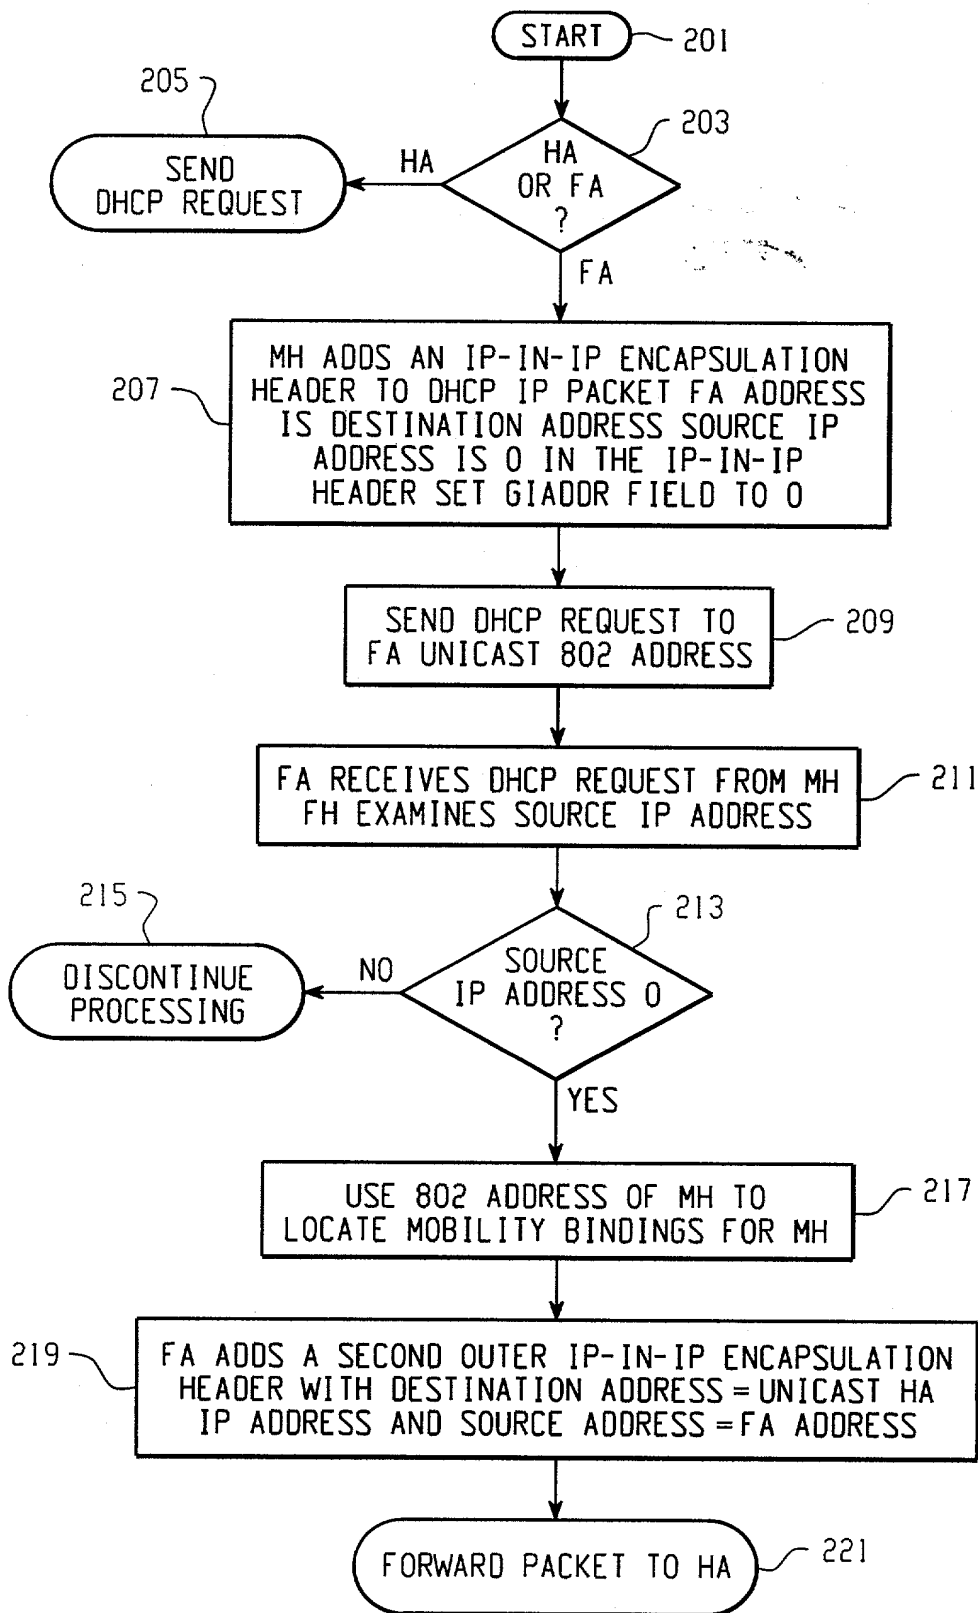 START
201
205
203
SEND
DHCP REQUEST
HA
HA
OR FA
?
FA
207
MH ADDS AN IP-IN-IP ENCAPSULATION
HEADER TO DHCP IP PACKET FA ADDRESS
IS DESTINATION ADDRESS SOURCE IP
ADDRESS IS 0 IN THE IP-IN-IP
HEADER SET GIADDR FIELD TO 0
SEND DHCP REQUEST TO
FA UNICAST 802 ADDRESS
209
FA RECEIVES DHCP REQUEST FROM MH
FH EXAMINES SOURCE IP ADDRESS
211
215
213
DISCONTINUE
PROCESSING
NO
SOURCE
IP ADDRESS 0
?
YES
USE 802 ADDRESS OF MH TO
LOCATE MOBILITY BINDINGS FOR MH
217
219
FA ADDS A SECOND OUTER IP-IN-IP ENCAPSULATION
HEADER WITH DESTINATION ADDRESS = UNICAST HA
IP ADDRESS AND SOURCE ADDRESS = FA ADDRESS
FORWARD PACKET TO HA
221